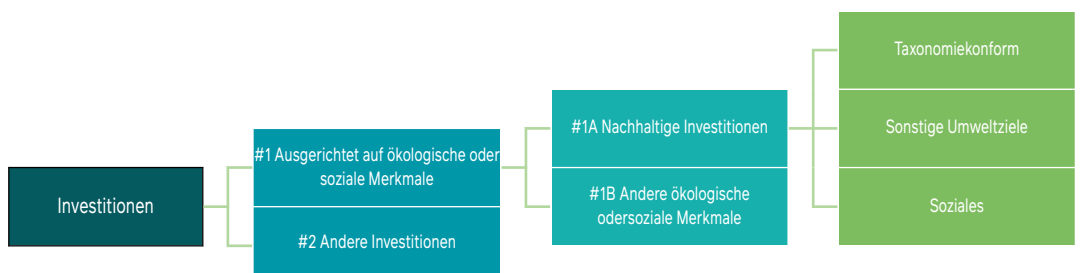 Investitionen
#1 Ausgerichtet auf ökologische oder
soziale Merkmale
#2 Andere Investitionen
#1A Nachhaltige Investitionen
#1B Andere ökologische
odersoziale Merkmale
Taxonomiekonform
Sonstige Umweltziele
Soziales